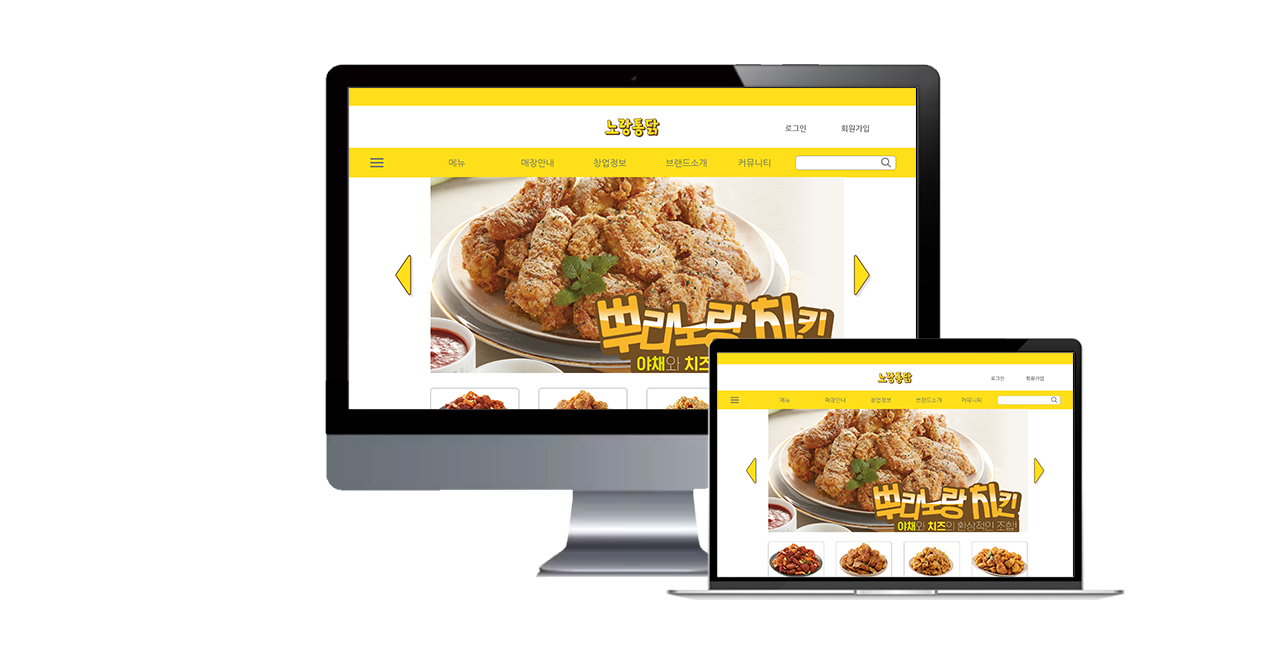 노랑통닭
로그인 회원가입
메뉴 매장안내 창업정보 브랜드소개 커뮤니티
뿌리노랑 치킨
야채와 치즈
노랑통닭
로그인 회원가입
메뉴 매장안내 창업정보 브랜드소개 커뮤니티
뿌리노랑 치킨
야채와 치즈의 환상적인 조합!